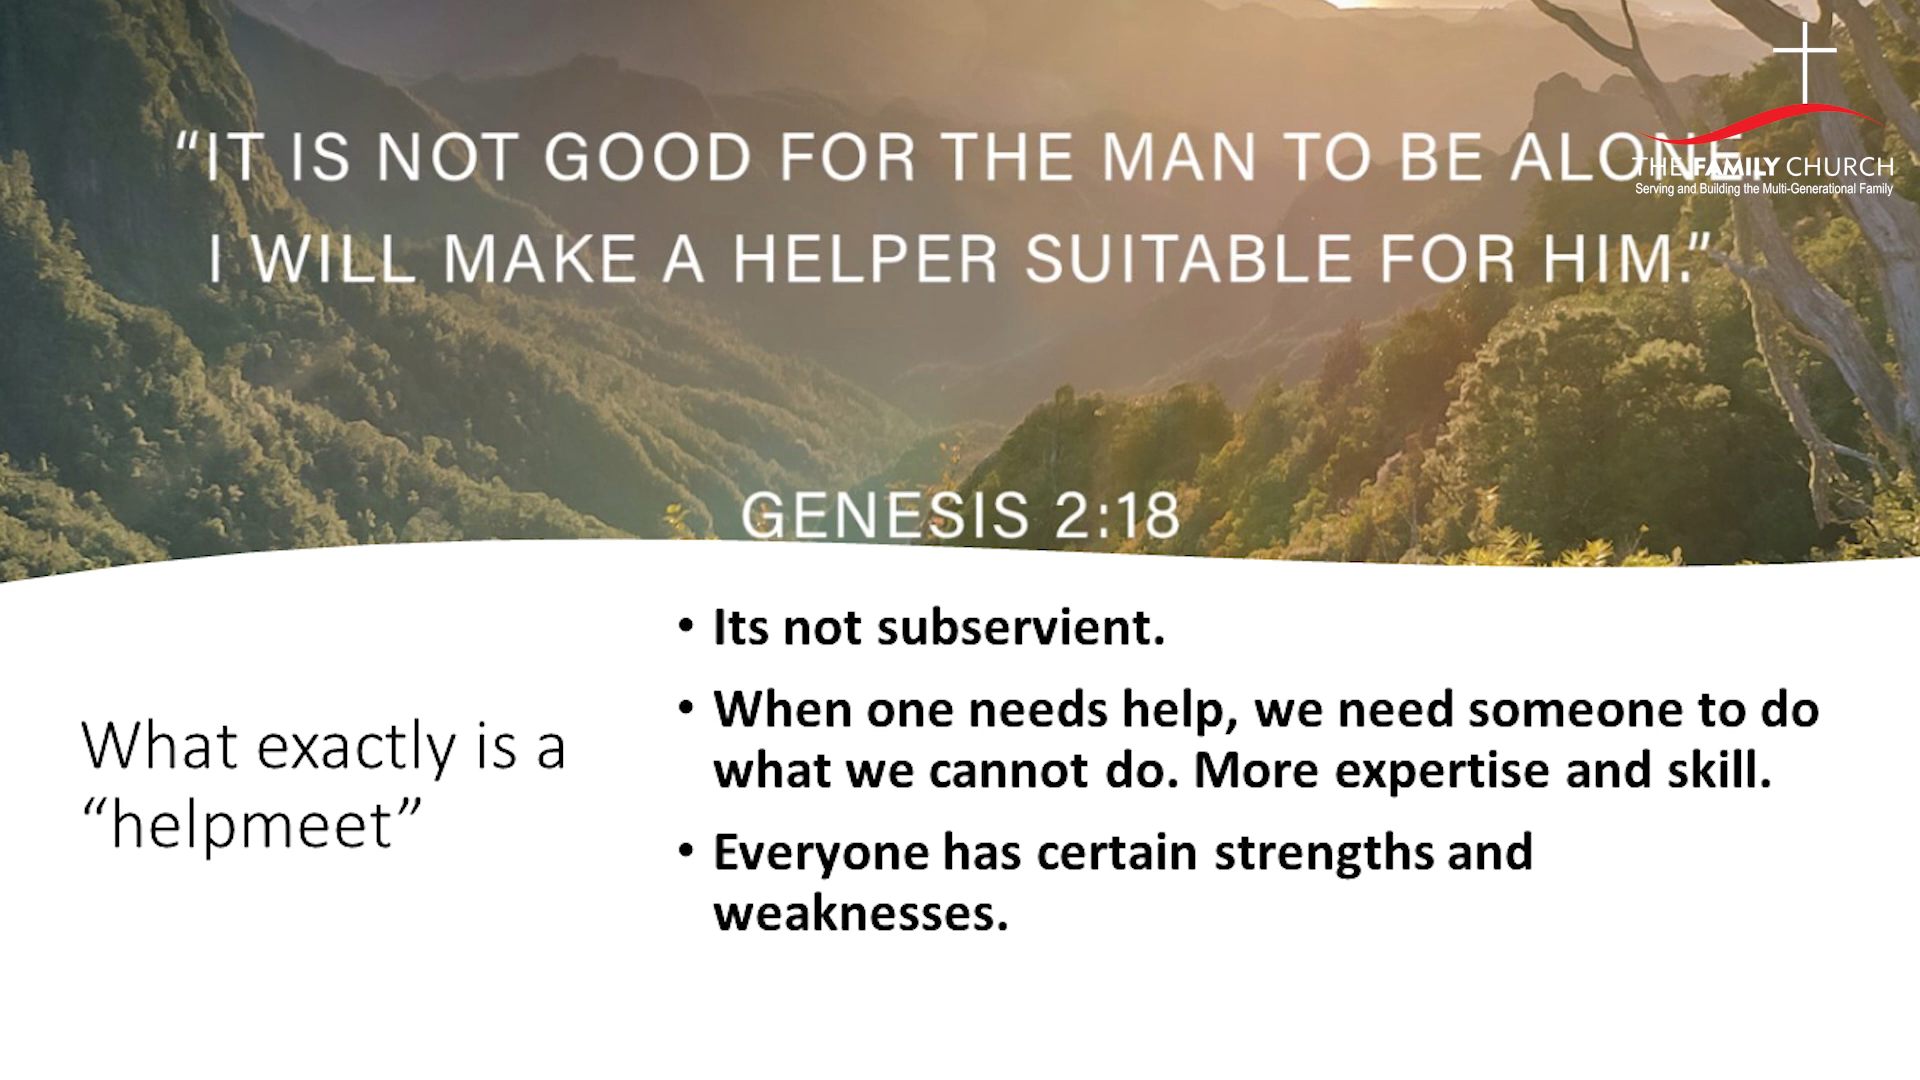 “IT IS NOT GOOD FOR THE MAN TO BE ALONE.
I WILL MAKE A HELPER SUITABLE FOR HIM.”
GENESIS 2:18
THE FAMILY CHURCH
Serving and Building the Multi-Generational Family
What exactly is a
“helpmeet”
• Its not subservient.
• When one needs help, we need someone to do
what we cannot do. More expertise and skill.
• Everyone has certain strengths and
weaknesses.